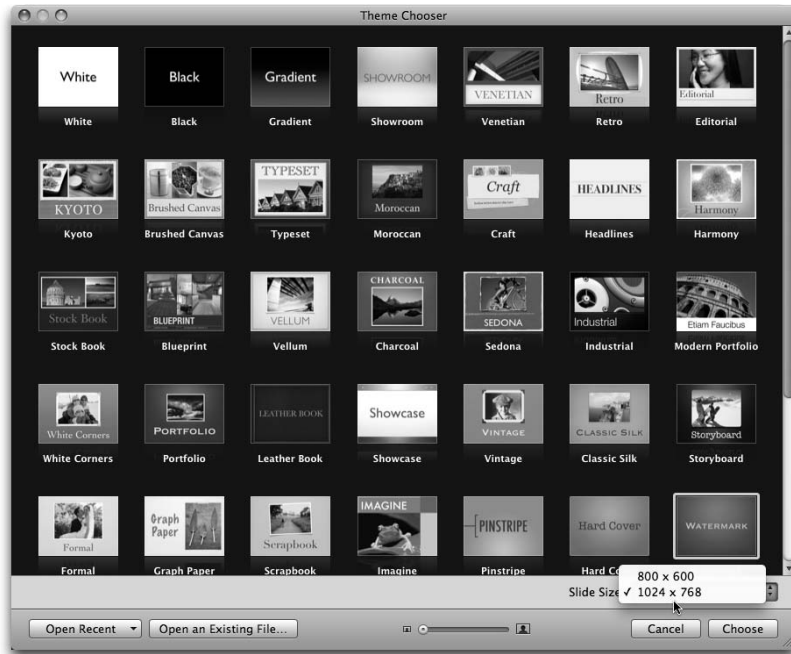 Theme Chooser
White Black Gradient SHOWROOM VENETIAN Retro Editorial
White Black Gradient Showroom Venetian Retro Editorial
KYOTO Brushed Canvas TYPESET Moroccan Craft HEADLINES Harmony
Kyoto Brushed Canvas Typeset Moroccan Craft Headlines Harmony
Stock Book BLUEPRINT VELLUM CHARCOAL SEDONA Industrial Etiam Faucibus
Stock Book Blueprint Vellum Charcoal Sedona Industrial Modern Portfolio
White Corners PORTFOLIO LEATHER BOOK Showcase VINTAGE CLASSIC SILK Storyboard
White Corners Portfolio Leather Book Showcase Vintage Classic Silk Storyboard
Formal Graph Paper Scrapbook IMAGINE PINSTRIPE Hard Cover WATERMARK
Formal Graph Paper Scrapbook Imagine Pinstripe Hard Co
800 x 600
Slide Size ✓ 1024 x 768
Open Recent Open an Existing File... Cancel Choose